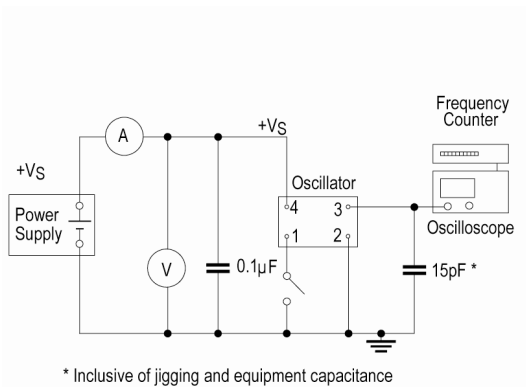 Frequency
Counter
A
+VS
+VS
Power
Supply
Oscillator
4
3
1
2
Oscilloscope
V
0.1µF
15pF *
* Inclusive of jigging and equipment capacitance